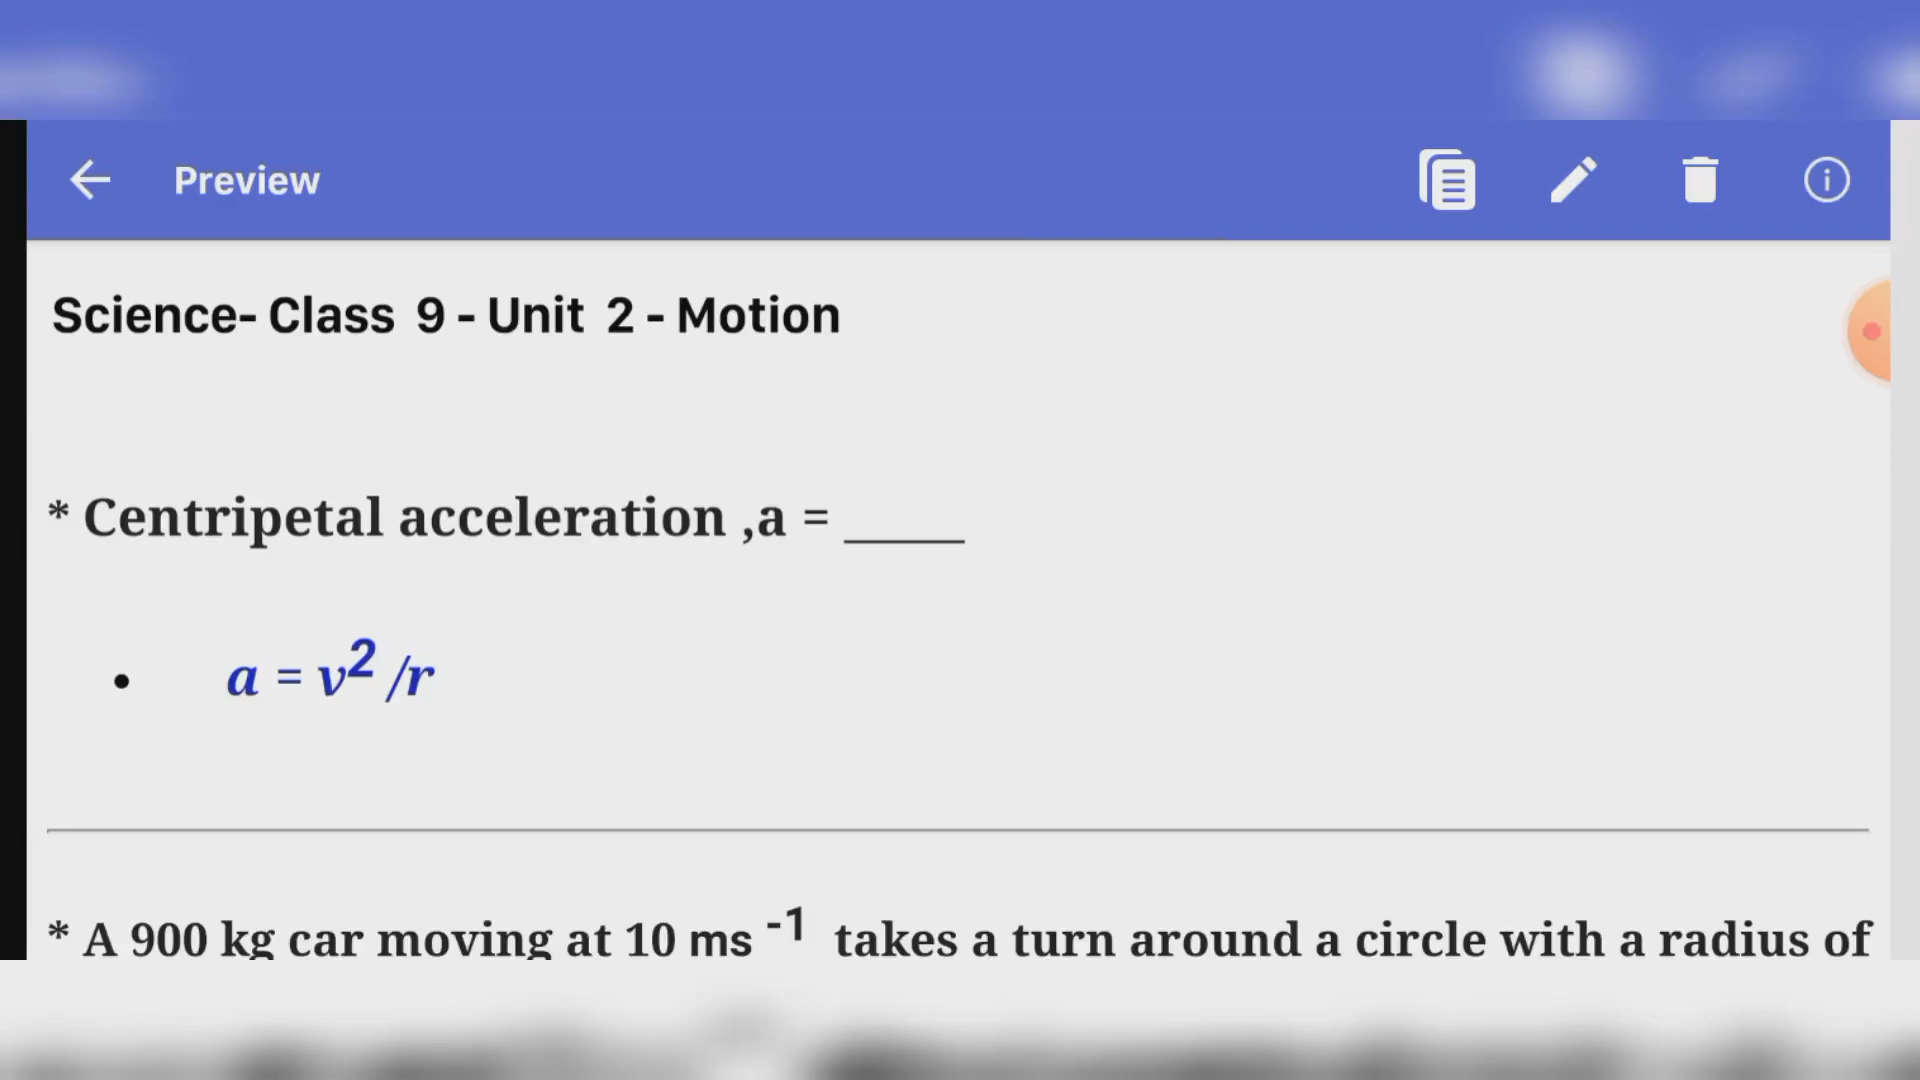 Preview
Science- Class 9 - Unit 2 - Motion
* Centripetal acceleration ,a = _____
• a = v² /r
* A 900 kg car moving at 10 ms ⁻¹ takes a turn around a circle with a radius of